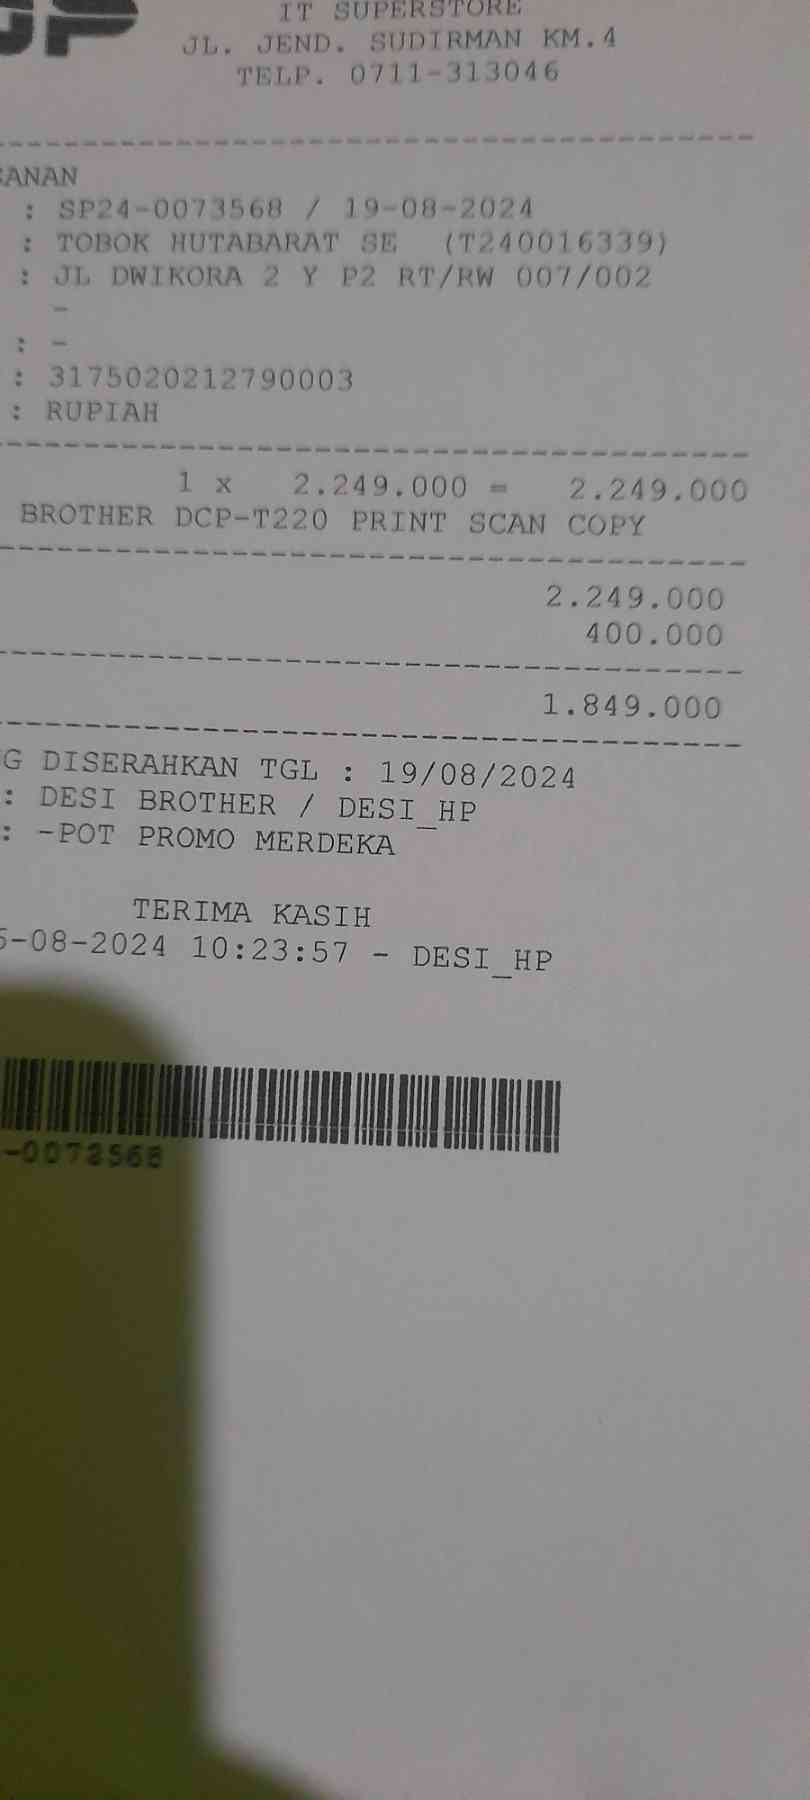 IT SUPERSTORE
JL. JEND. SUDIRMAN KM.4
TELP. 0711-313046
SANAN
: SP24-0073568 / 19-08-2024
: TOBOK HUTABARAT SE (T240016339)
: JL DWIKORA 2 Y P2 RT/RW 007/002
-
: -
: 3175020212790003
: RUPIAH
1 x 2.249.000 = 2.249.000
BROTHER DCP-T220 PRINT SCAN COPY
2.249.000
400.000
1.849.000
G DISERAHKAN TGL : 19/08/2024
: DESI BROTHER / DESI_HP
: -POT PROMO MERDEKA
TERIMA KASIH
-08-2024 10:23:57 - DESI_HP
-0073568